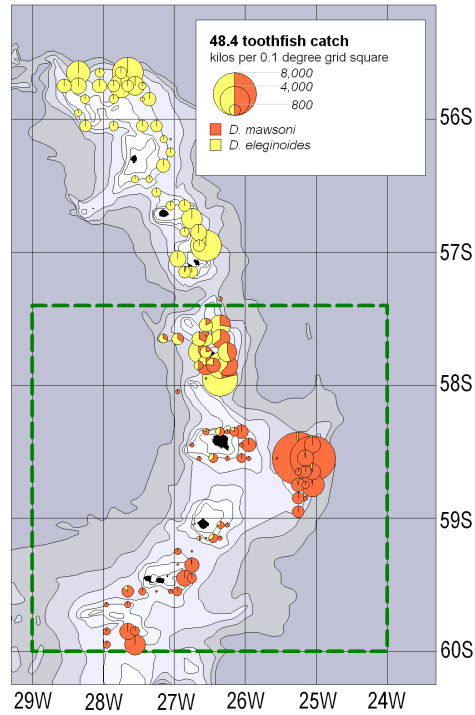 48.4 toothfish catch
kilos per 0.1 degree grid square
8,000
4,000
800
D. mawsoni
D. eleginoides
56S
57S
58S
59S
60S
29W 28W 27W 26W 25W 24W